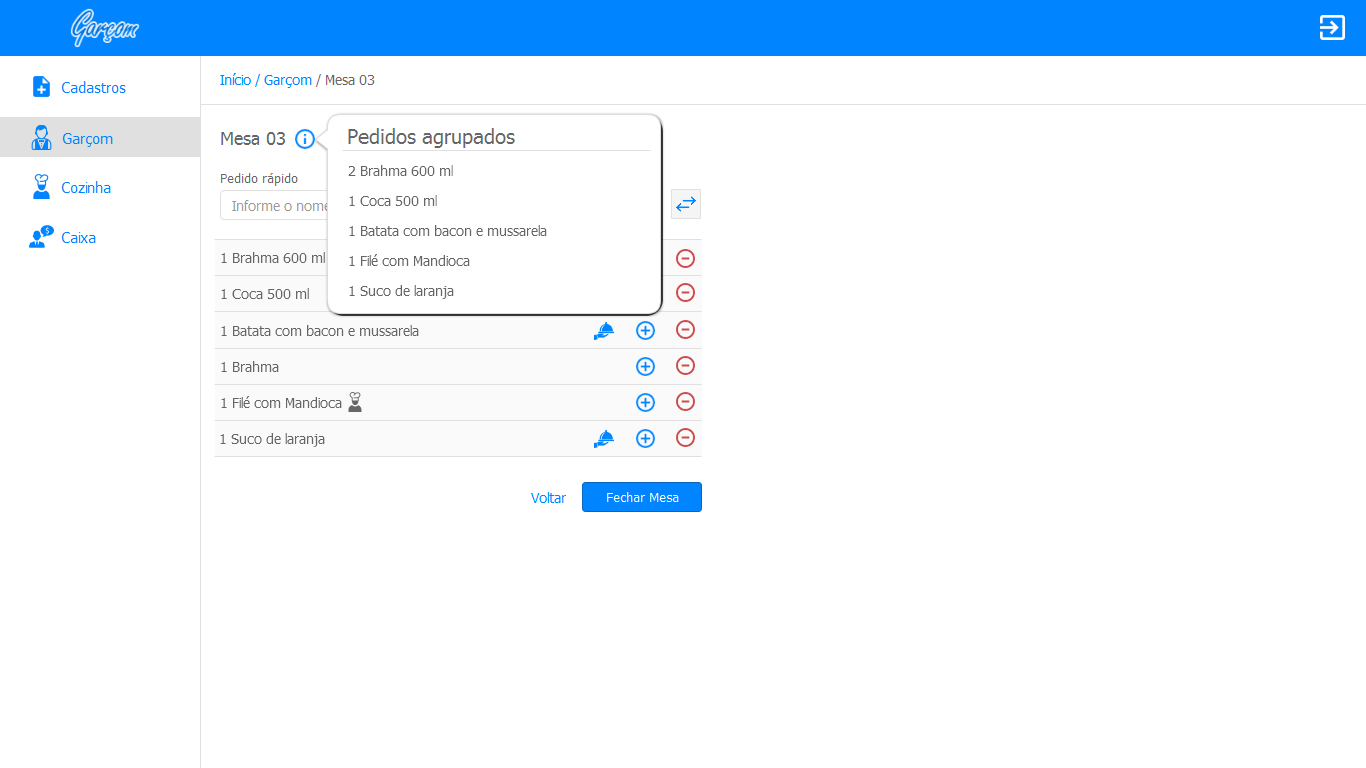 Garçom
Início / Garçom / Mesa 03
Cadastros
Garçom
Cozinha
Caixa
Mesa 03
Pedidos agrupados
2 Brahma 600 ml
1 Coca 500 ml
1 Batata com bacon e mussarela
1 Filé com Mandioca
1 Suco de laranja
Pedido rápido
Informe o nome
1 Brahma 600 ml
1 Coca 500 ml
1 Batata com bacon e mussarela
1 Brahma
1 Filé com Mandioca
1 Suco de laranja
Voltar
Fechar Mesa